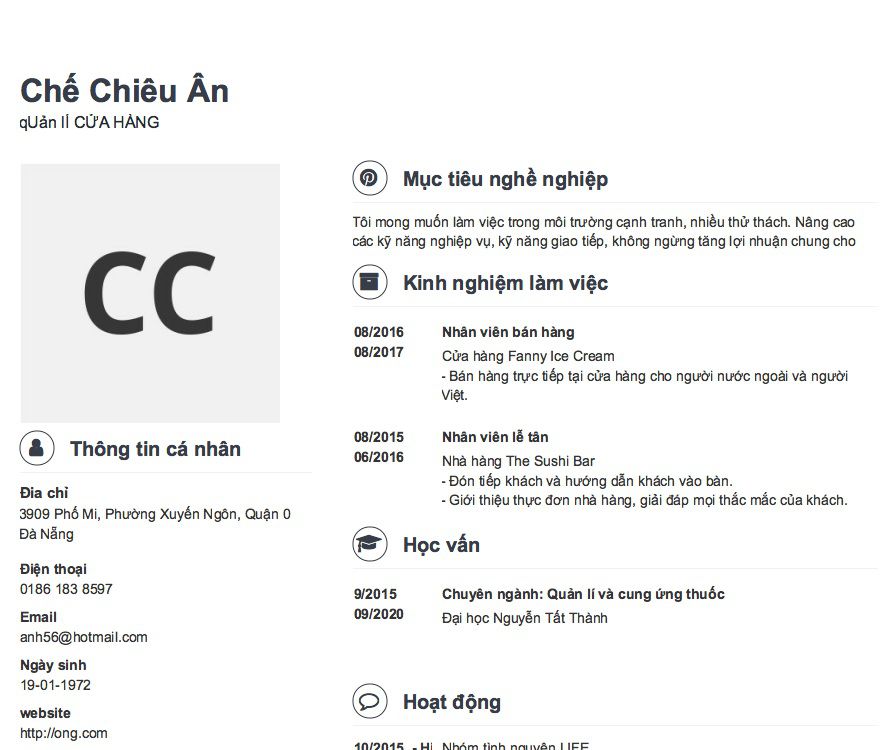 Chế Chiêu Ân
qUản lÍ CỬA HÀNG
CC
Thông tin cá nhân
Đia chỉ
3909 Phố Mi, Phường Xuyến Ngôn, Quận 0
Đà Nẵng
Điện thoại
0186 183 8597
Email
anh56@hotmail.com
Ngày sinh
19-01-1972
website
http://ong.com
Mục tiêu nghề nghiệp
Tôi mong muốn làm việc trong môi trường cạnh tranh, nhiều thử thách. Nâng cao
các kỹ năng nghiệp vụ, kỹ năng giao tiếp, không ngừng tăng lợi nhuận chung cho
Kinh nghiệm làm việc
08/2016 Nhân viên bán hàng
08/2017 Cửa hàng Fanny Ice Cream
- Bán hàng trực tiếp tại cửa hàng cho người nước ngoài và người
Việt.
08/2015 Nhân viên lễ tân
06/2016 Nhà hàng The Sushi Bar
- Đón tiếp khách và hướng dẫn khách vào bàn.
- Giới thiệu thực đơn nhà hàng, giải đáp mọi thắc mắc của khách.
Học vấn
9/2015 Chuyên ngành: Quản lí và cung ứng thuốc
09/2020 Đại học Nguyễn Tất Thành
Hoạt động
10/2015 - Hi Nhóm tình nguyện LIFE